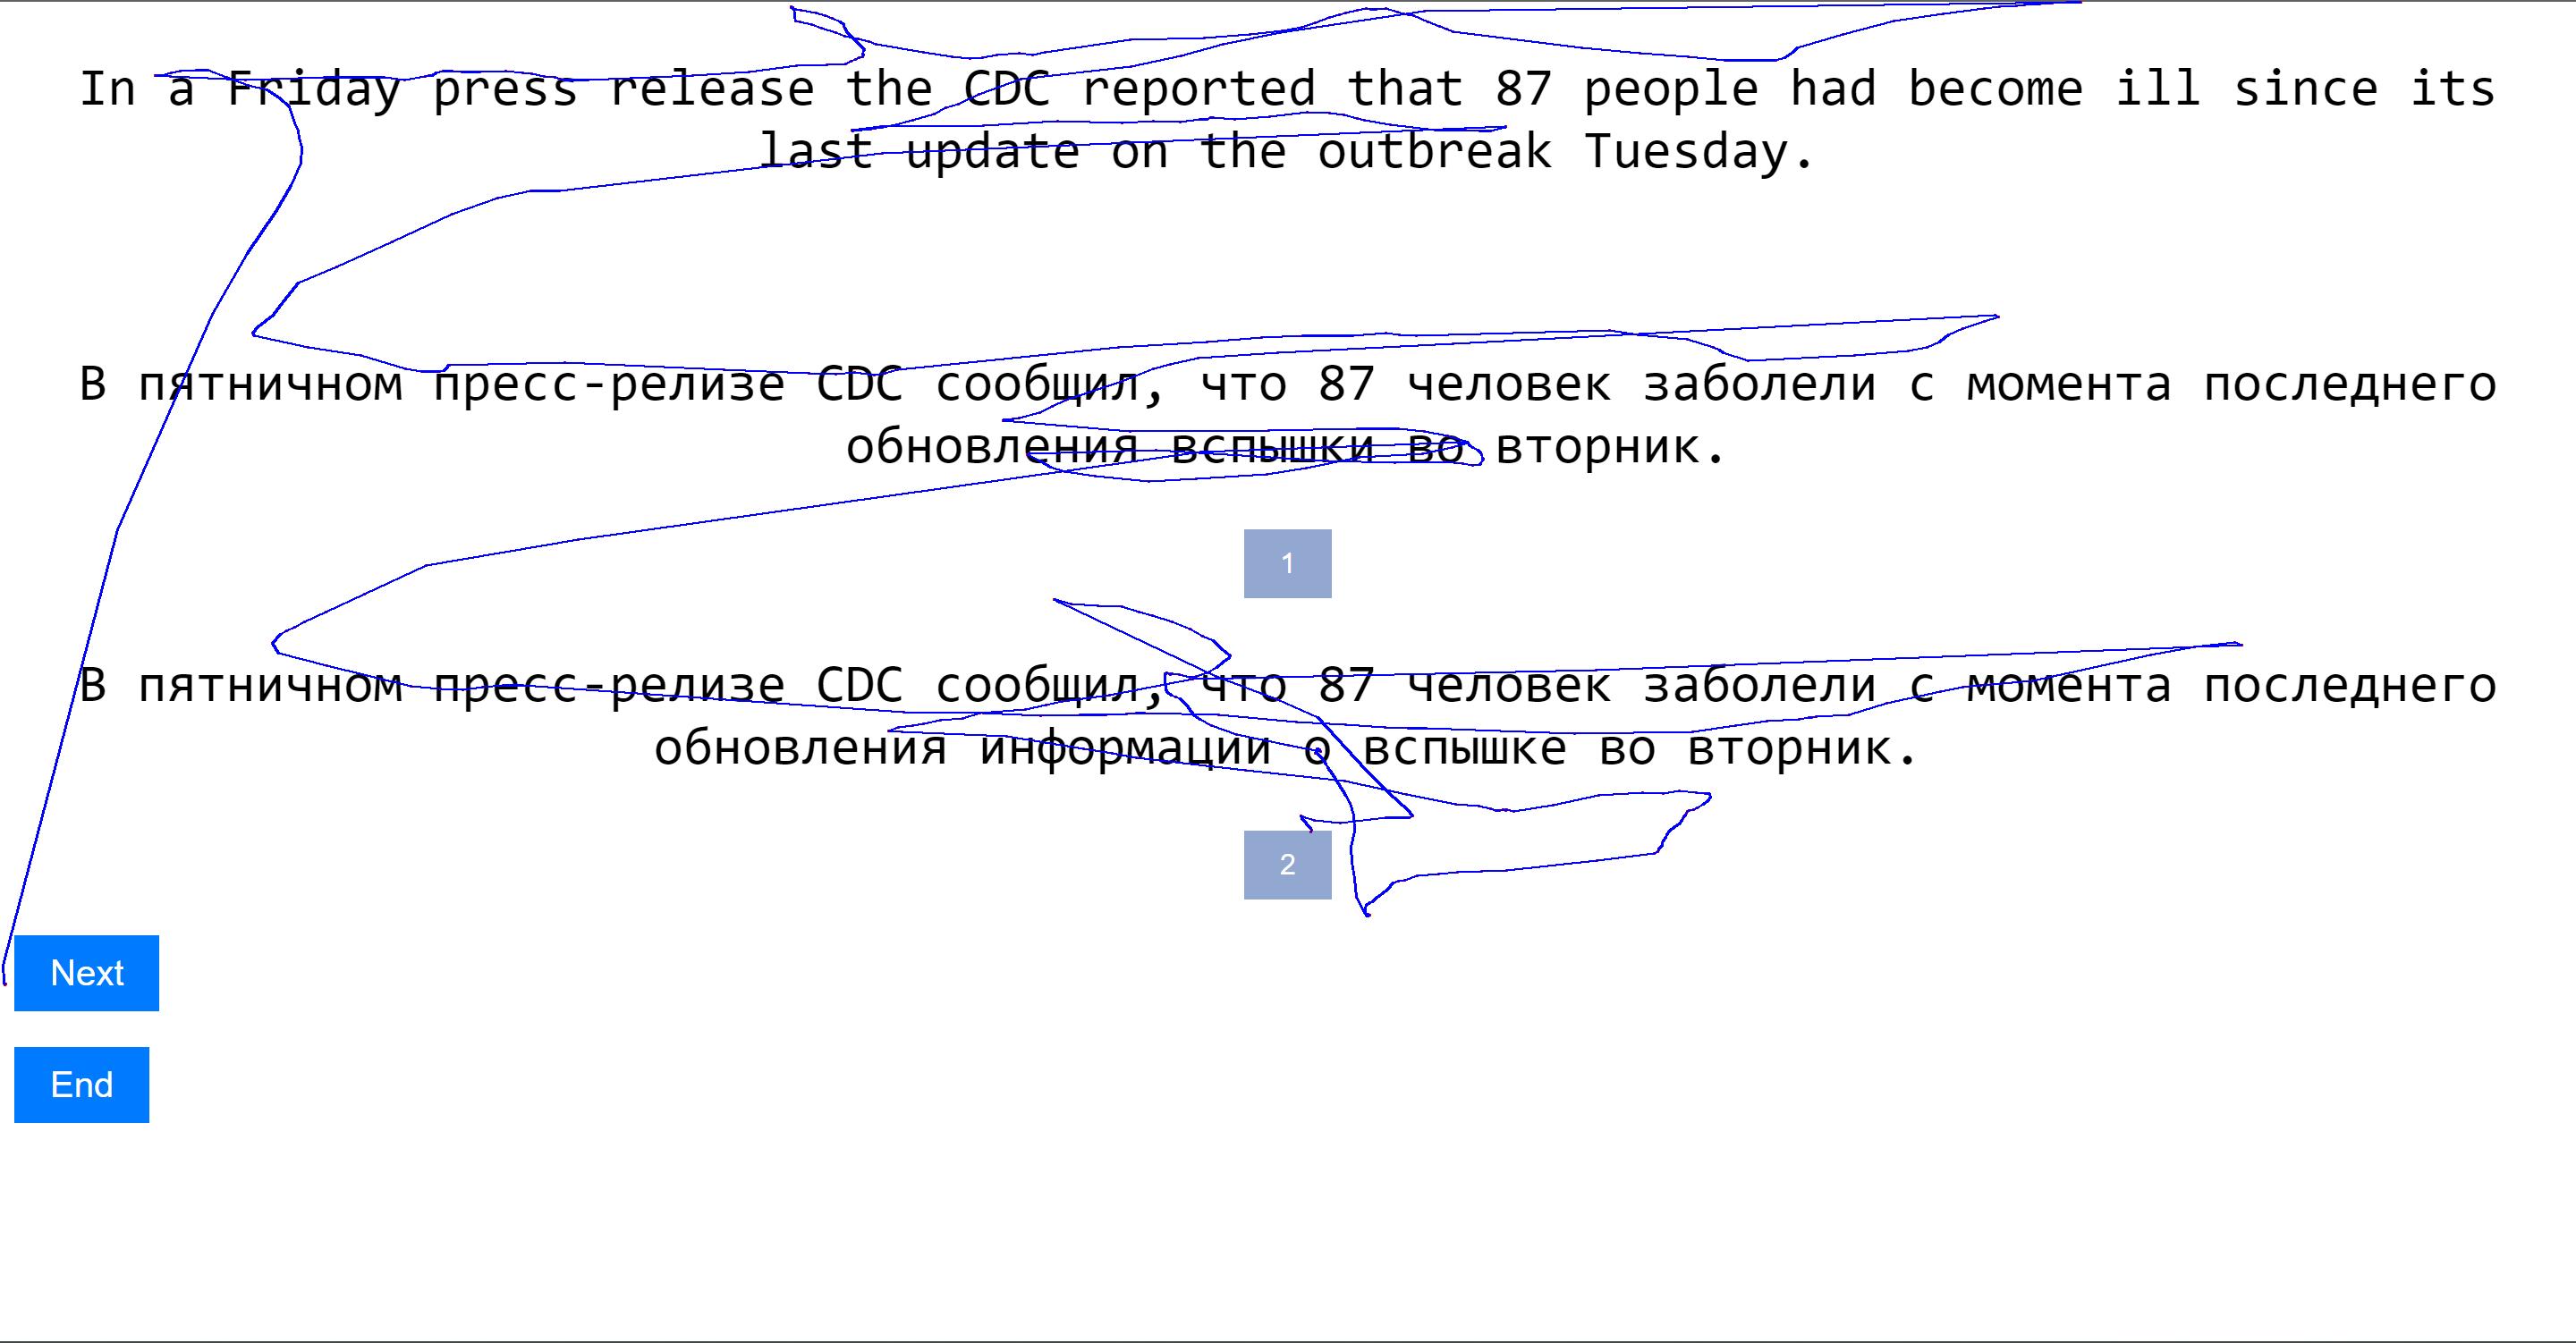 In a Friday press release the CDC reported that 87 people had become ill since its
last update on the outbreak Tuesday.
В пятничном пресс-релизе CDC сообщил, что 87 человек заболели с момента последнего
обновления вспышки во вторник.
1
В пятничном пресс-релизе CDC сообщил, что 87 человек заболели с момента последнего
обновления информации о вспышке во вторник.
2
Next
End